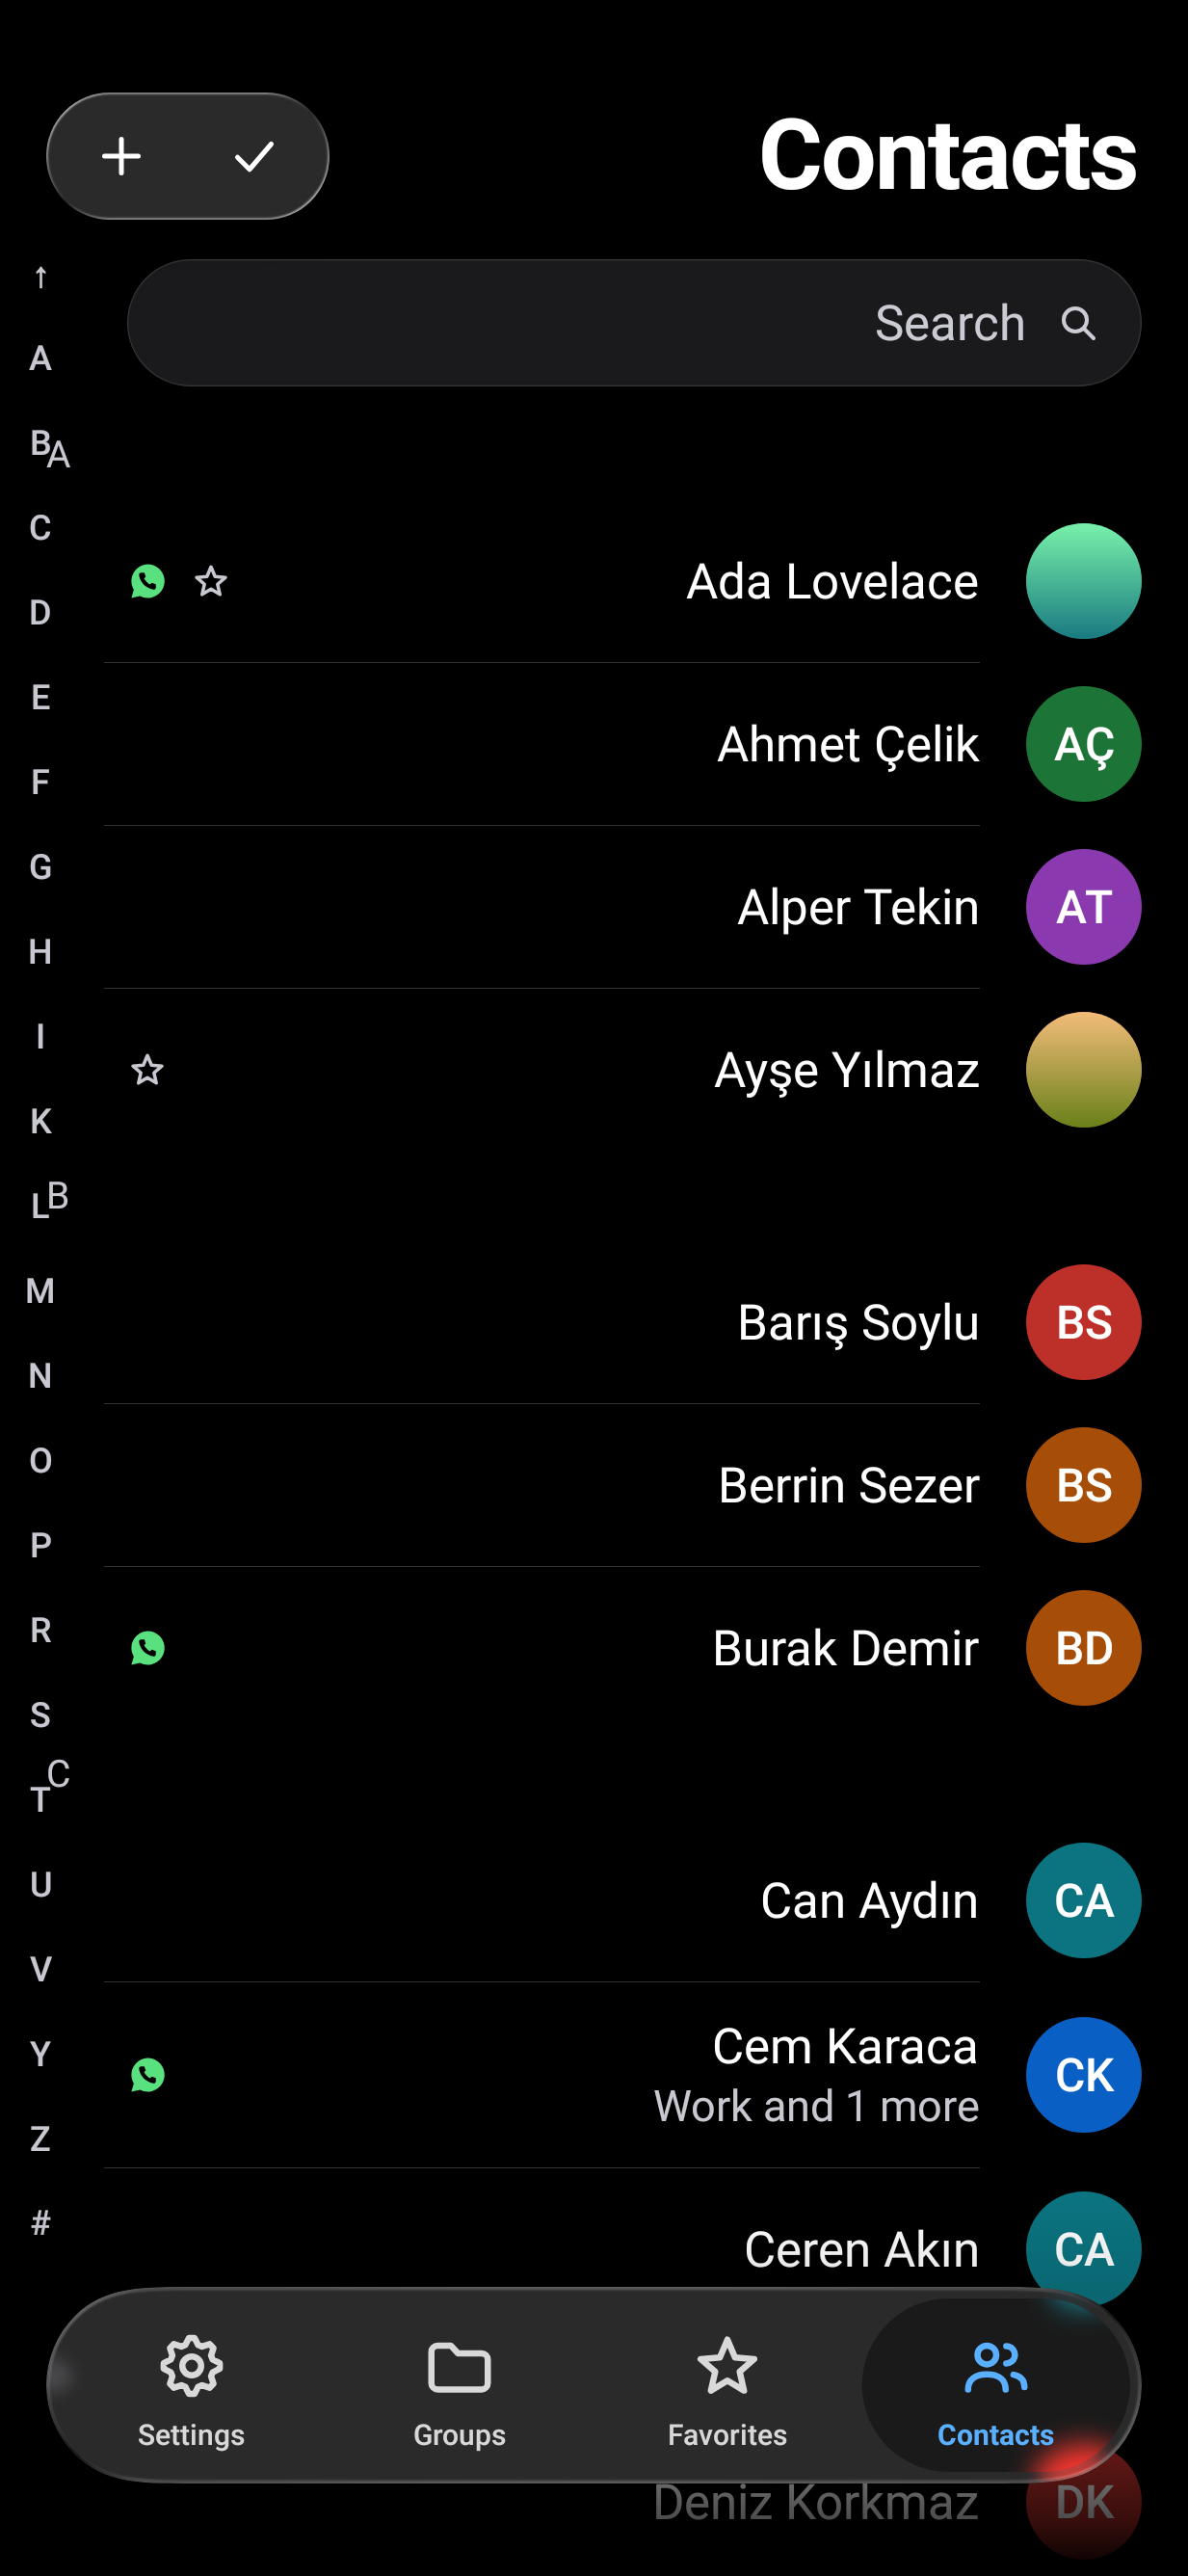 Contacts
Search
↑
A
B
C
D
E
F
G
H
I
K
L
M
N
O
P
R
S
T
U
V
Y
Z
#
A
Ada Lovelace
Ahmet Çelik
AÇ
Alper Tekin
AT
Ayşe Yılmaz
B
Barış Soylu
BS
Berrin Sezer
BS
Burak Demir
BD
C
Can Aydın
CA
Cem Karaca
Work and 1 more
CK
Ceren Akın
CA
Deniz Korkmaz
DK
Settings
Groups
Favorites
Contacts